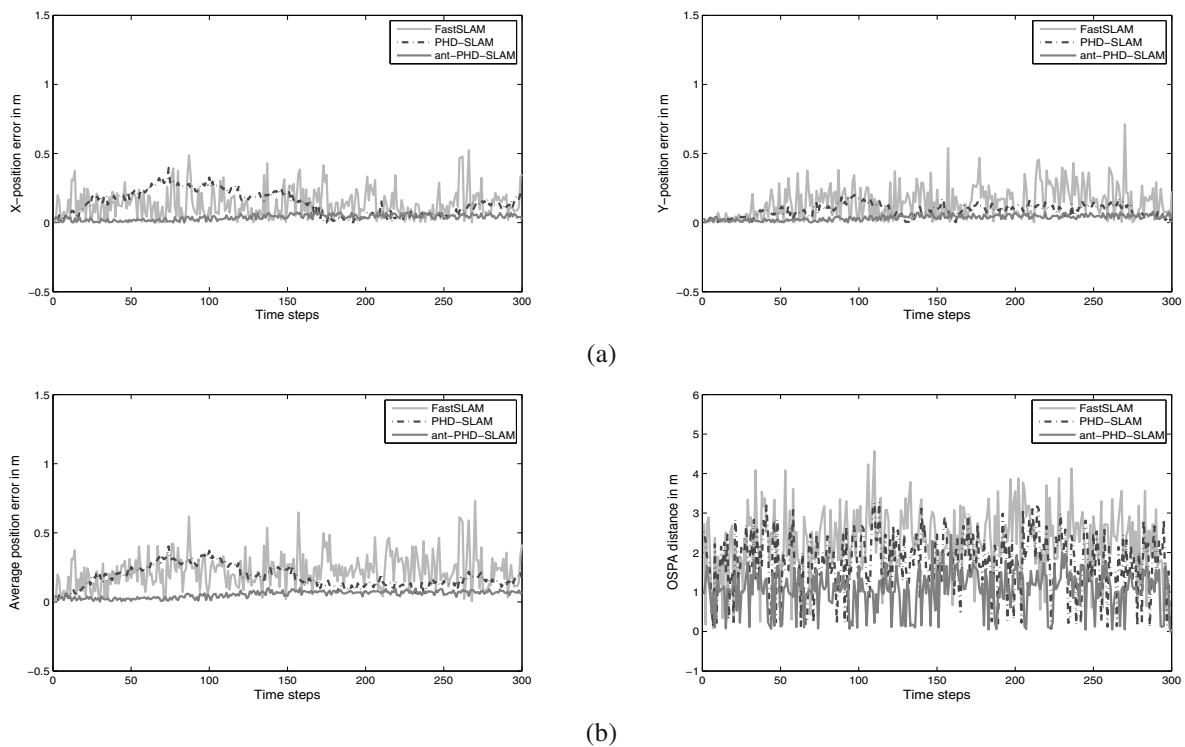 1.5
1
0.5
0
−0.5
X−position error in m
0 50 100 150 200 250 300
Time steps
FastSLAM
PHD−SLAM
ant−PHD−SLAM
1.5
1
0.5
0
−0.5
Y−position error in m
0 50 100 150 200 250 300
Time steps
FastSLAM
PHD−SLAM
ant−PHD−SLAM
(a)
1.5
1
0.5
0
−0.5
Average position error in m
0 50 100 150 200 250 300
Time steps
FastSLAM
PHD−SLAM
ant−PHD−SLAM
6
5
4
3
2
1
0
−1
OSPA distance in m
0 50 100 150 200 250 300
Time steps
FastSLAM
PHD−SLAM
ant−PHD−SLAM
(b)